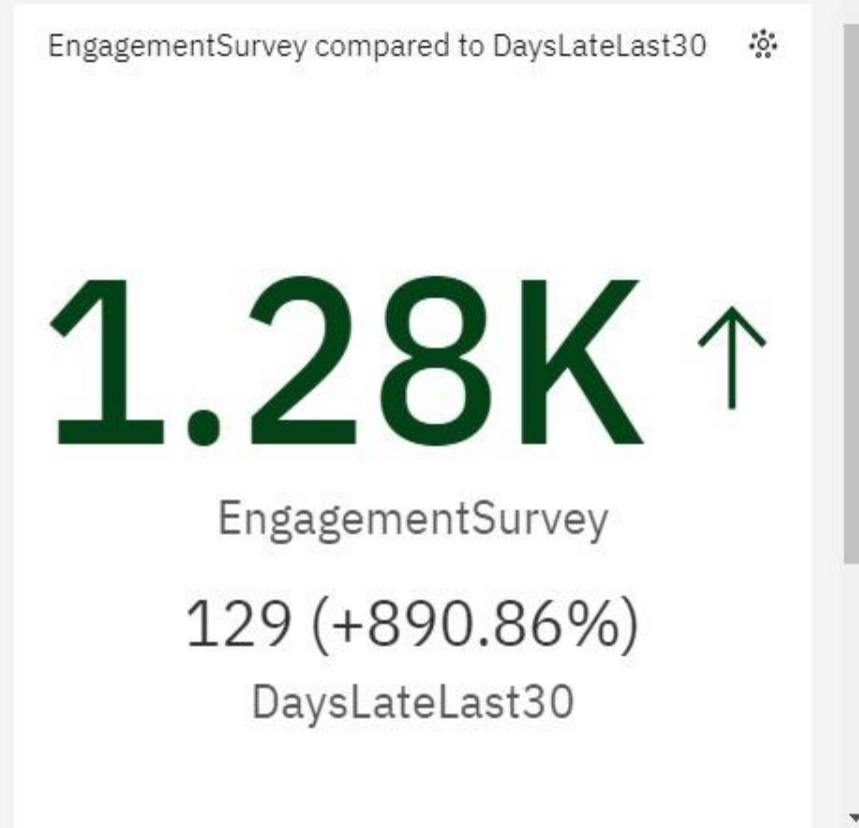 EngagementSurvey compared to DaysLateLast30
1.28K ↑
EngagementSurvey
129 (+890.86%)
DaysLateLast30